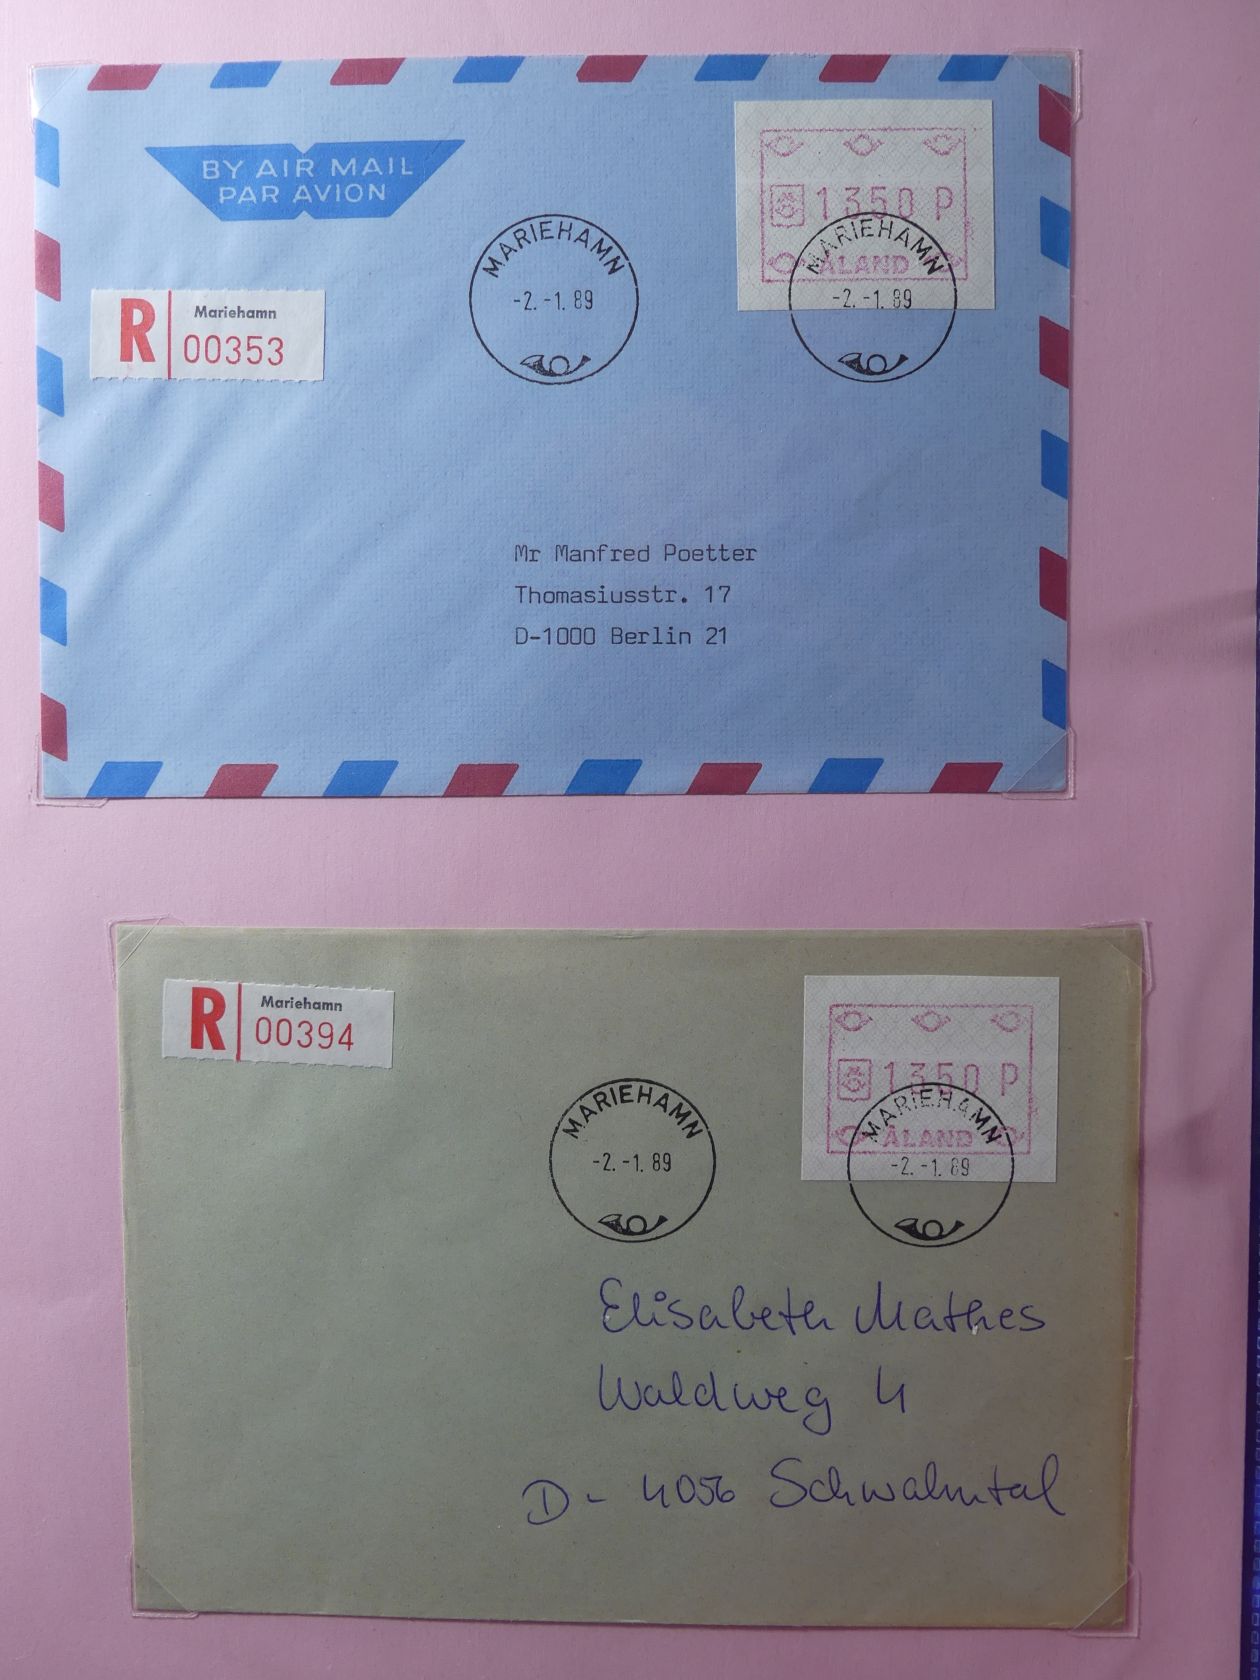 BY AIR MAIL
PAR AVION
1350 P
ÅLAND
MARIEHAMN
-2.-1.89
MARIEHAMN
-2.-1.89
R Mariehamn
00353
Mr Manfred Poetter
Thomasiusstr. 17
D-1000 Berlin 21
R Mariehamn
00394
1350 P
ÅLAND
MARIEHAMN
-2.-1.89
MARIEHAMN
-2.-1.89
Elisabeth Mathes
Waldweg 4
D- 4056 Schwalmtal